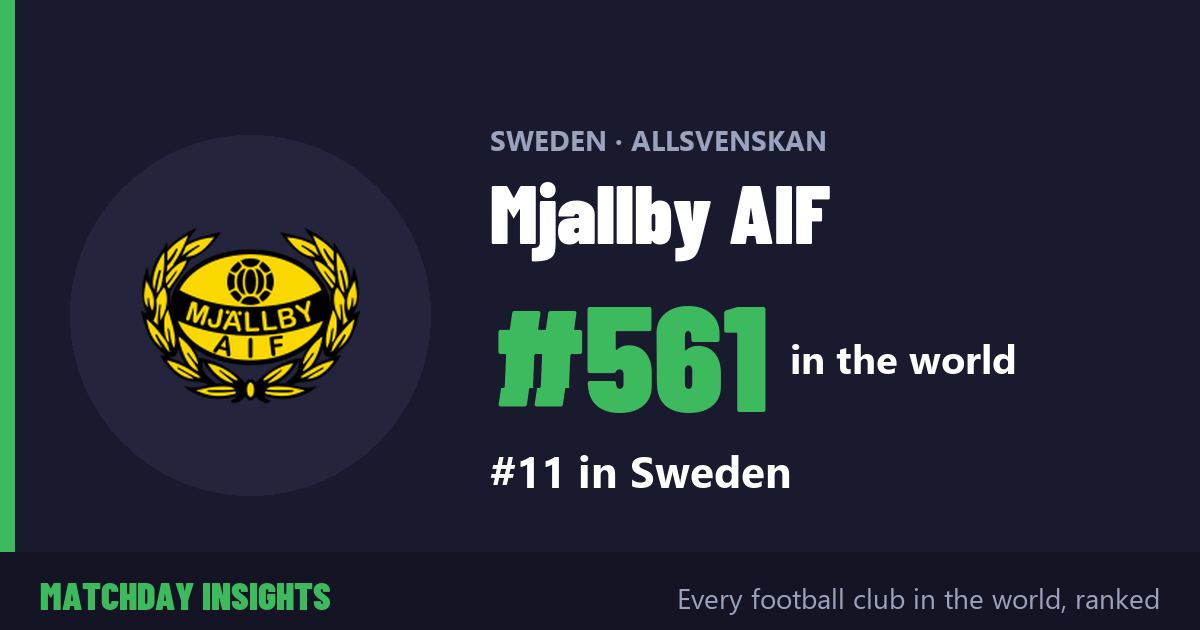 SWEDEN · ALLSVENSKAN
Mjallby AIF
MJÄLLBY
AIF
#561 in the world
#11 in Sweden
MATCHDAY INSIGHTS
Every football club in the world, ranked